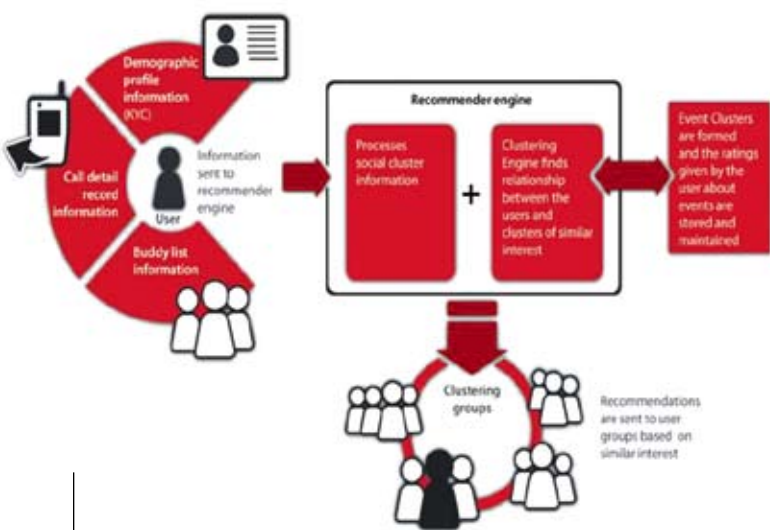 Demographic
profile
information
(KYC)
Call detail
record
information
User
Buddy list
information
Information
sent to
recommender
engine
Recommender engine
Processes
social cluster
information
+
Clustering
Engine finds
relationship
between the
users and
clusters of similar
interest
Event Clusters
are formed
and the ratings
given by the
user about
events are
stored and
maintained
Clustering
groups
Recommendations
are sent to user
groups based on
similar interest